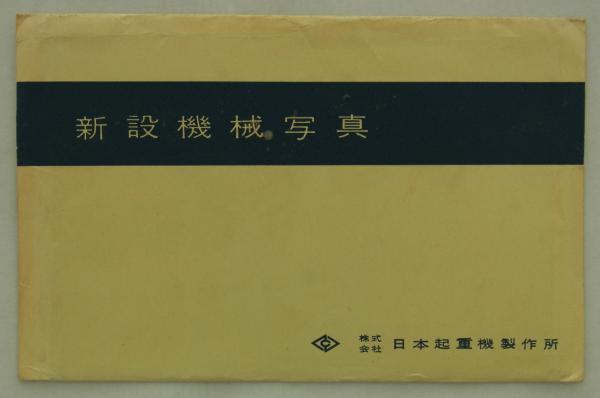 新設機械写真
株式会社 日本起重機製作所